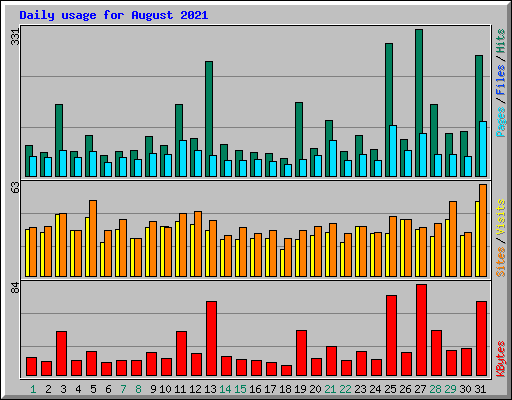 Daily usage for August 2021
331
Pages / Files / Hits
63
Sites / Visits
84
KBytes
1 2 3 4 5 6 7 8 9 10 11 12 13 14 15 16 17 18 19 20 21 22 23 24 25 26 27 28 29 30 31